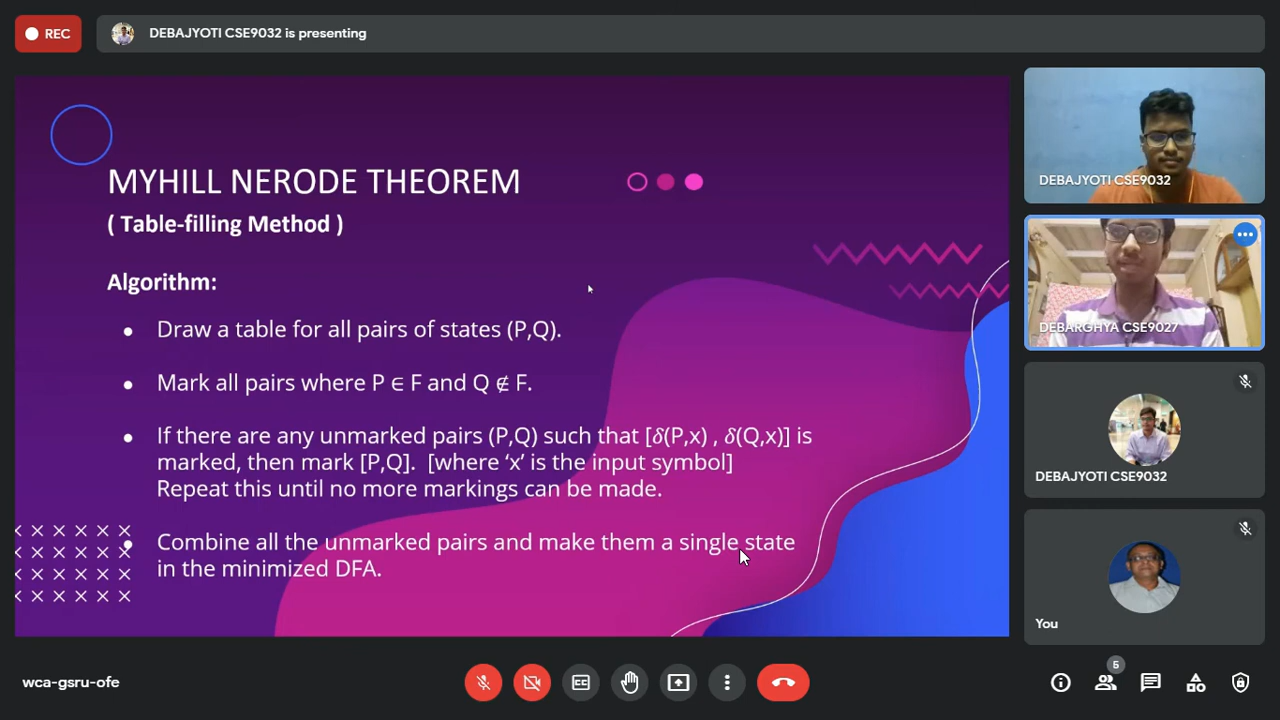 REC
DEBAJYOTI CSE9032 is presenting
MYHILL NERODE THEOREM
( Table-filling Method )
Algorithm:
● Draw a table for all pairs of states (P,Q).
● Mark all pairs where P ∈ F and Q ∉ F.
● If there are any unmarked pairs (P,Q) such that [δ(P,x) , δ(Q,x)] is
marked, then mark [P,Q]. [where ‘x’ is the input symbol]
Repeat this until no more markings can be made.
● Combine all the unmarked pairs and make them a single state
in the minimized DFA.
DEBAJYOTI CSE9032
DEBARGHYA CSE9027
DEBAJYOTI CSE9032
You
wca-gsru-ofe
CC
5